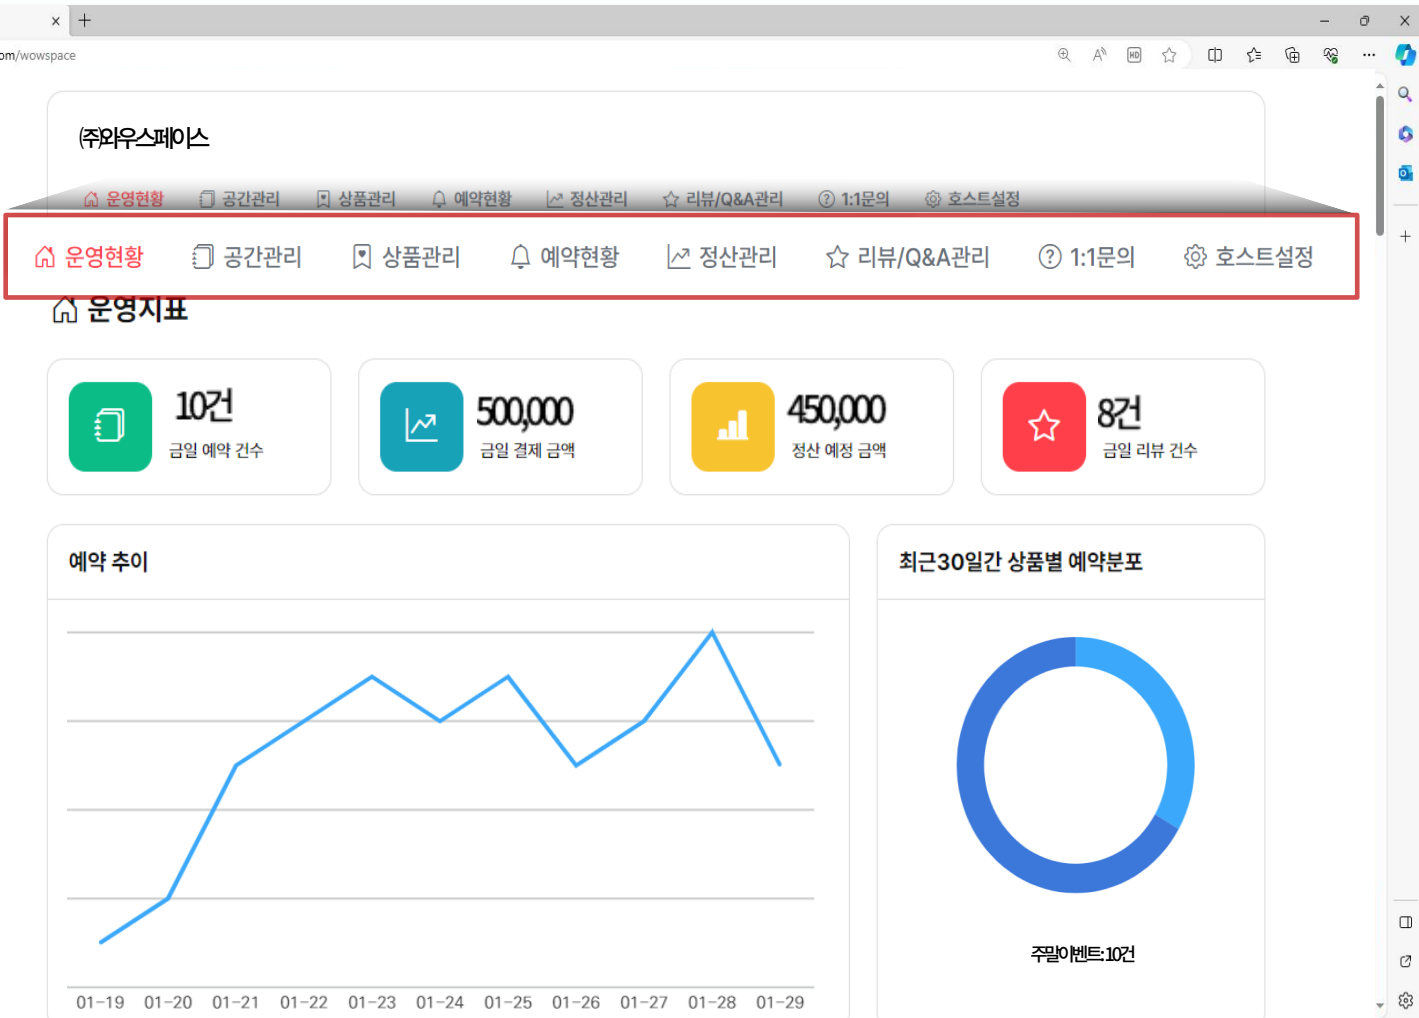 om/wowspace
HD
㈜와우스페이스
운영현황 공간관리 상품관리 예약현황 정산관리 리뷰/Q&A관리 1:1문의 호스트설정
운영현황 공간관리 상품관리 예약현황 정산관리 리뷰/Q&A관리 1:1문의 호스트설정
운영지표
10건
금일 예약 건수
500,000
금일 결제 금액
450,000
정산 예정 금액
8건
금일 리뷰 건수
예약 추이
최근30일간 상품별 예약분포
주말이벤트: 10건
01-19 01-20 01-21 01-22 01-23 01-24 01-25 01-26 01-27 01-28 01-29